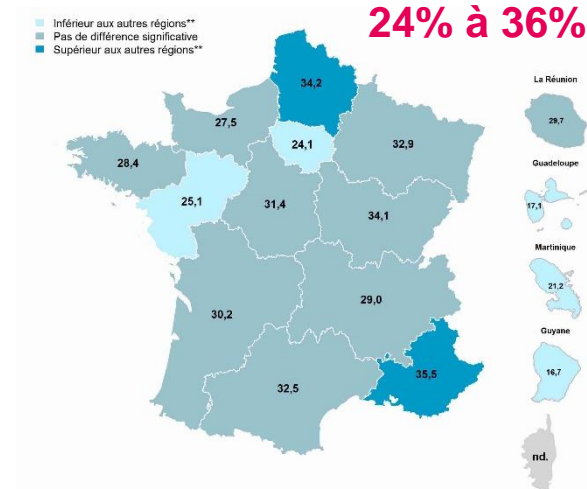 24% à 36%
Inférieur aux autres régions**
Pas de différence significative
Supérieur aux autres régions**
34,2
27,5
24,1
32,9
28,4
25,1
31,4
34,1
30,2
29,0
32,5
35,5
La Réunion
29,7
Guadeloupe
17,1
Martinique
21,2
Guyane
16,7
nd.